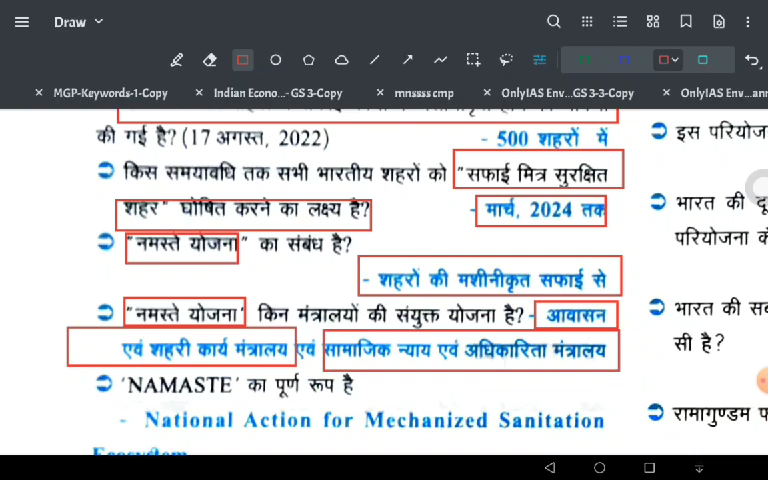 Draw
MGP-Keywords-1-Copy
Indian Econo...- GS 3-Copy
mnssss cmp
OnlyIAS Env...GS 3-3-Copy
OnlyIAS Env...anr
की गई है? (17 अगस्त, 2022) - 500 शहरों में
किस समयावधि तक सभी भारतीय शहरों को "सफाई मित्र सुरक्षित
शहर" घोषित करने का लक्ष्य है? - मार्च, 2024 तक
"नमस्ते योजना" का संबंध है?
- शहरों की मशीनीकृत सफाई से
"नमस्ते योजना" किन मंत्रालयों की संयुक्त योजना है? - आवासन
एवं शहरी कार्य मंत्रालय एवं सामाजिक न्याय एवं अधिकारिता मंत्रालय
'NAMASTE' का पूर्ण रूप है
- National Action for Mechanized Sanitation
इस परियोज
भारत की दू
परियोजना के
भारत की सब
सी है?
रामागुण्डम फ